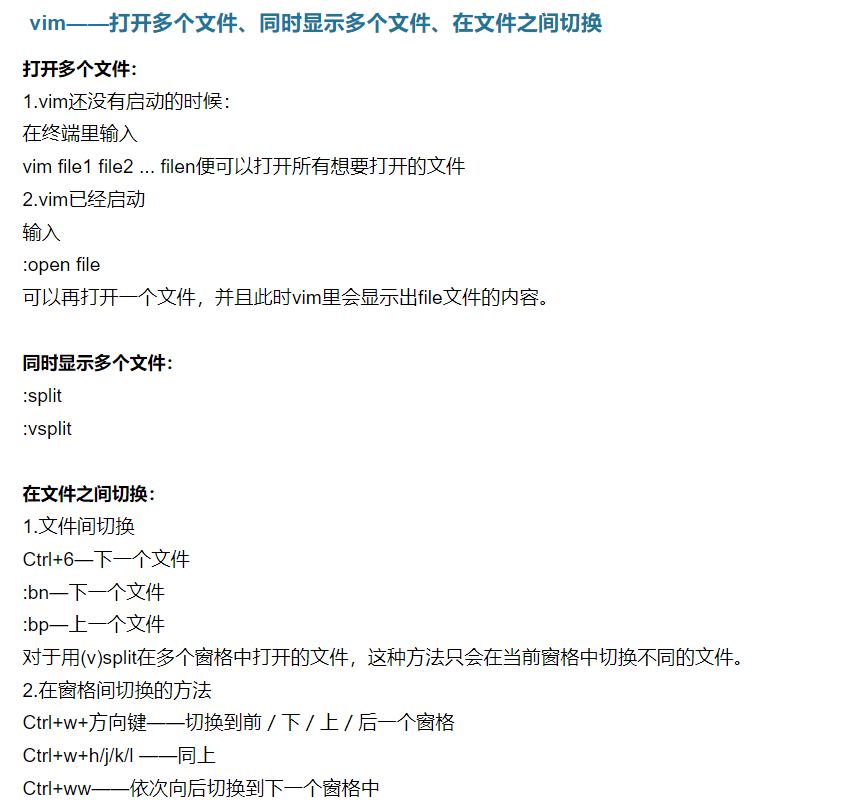 vim——打开多个文件、同时显示多个文件、在文件之间切换
打开多个文件：
1.vim还没有启动的时候：
在终端里输入
vim file1 file2 ... filen便可以打开所有想要打开的文件
2.vim已经启动
输入
:open file
可以再打开一个文件，并且此时vim里会显示出file文件的内容。
同时显示多个文件：
:split
:vsplit
在文件之间切换：
1.文件间切换
Ctrl+6—下一个文件
:bn—下一个文件
:bp—上一个文件
对于用(v)split在多个窗格中打开的文件，这种方法只会在当前窗格中切换不同的文件。
2.在窗格间切换的方法
Ctrl+w+方向键——切换到前／下／上／后一个窗格
Ctrl+w+h/j/k/l ——同上
Ctrl+ww——依次向后切换到下一个窗格中